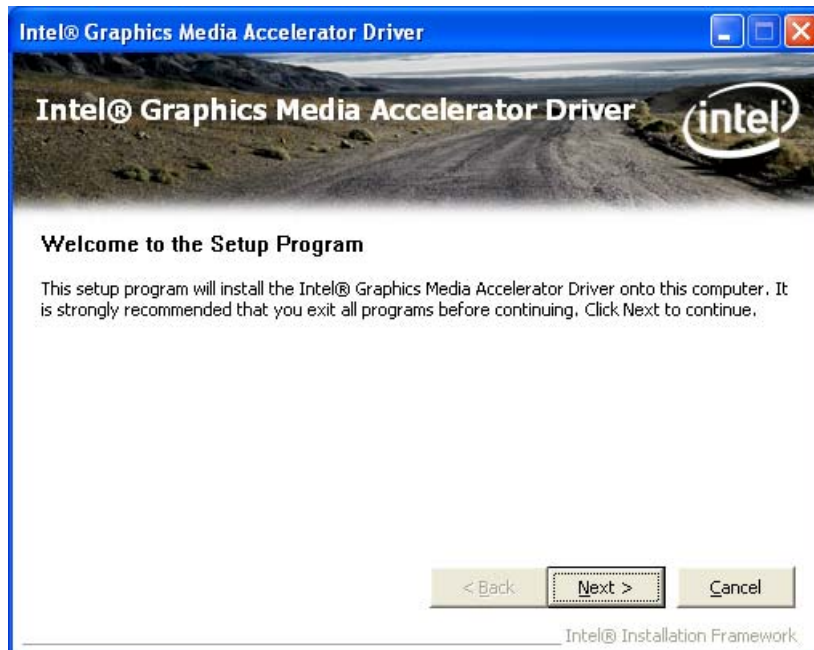 Intel® Graphics Media Accelerator Driver
Intel® Graphics Media Accelerator Driver
intel
Welcome to the Setup Program
This setup program will install the Intel® Graphics Media Accelerator Driver onto this computer. It
is strongly recommended that you exit all programs before continuing. Click Next to continue.
< Back Next > Cancel
Intel® Installation Framework